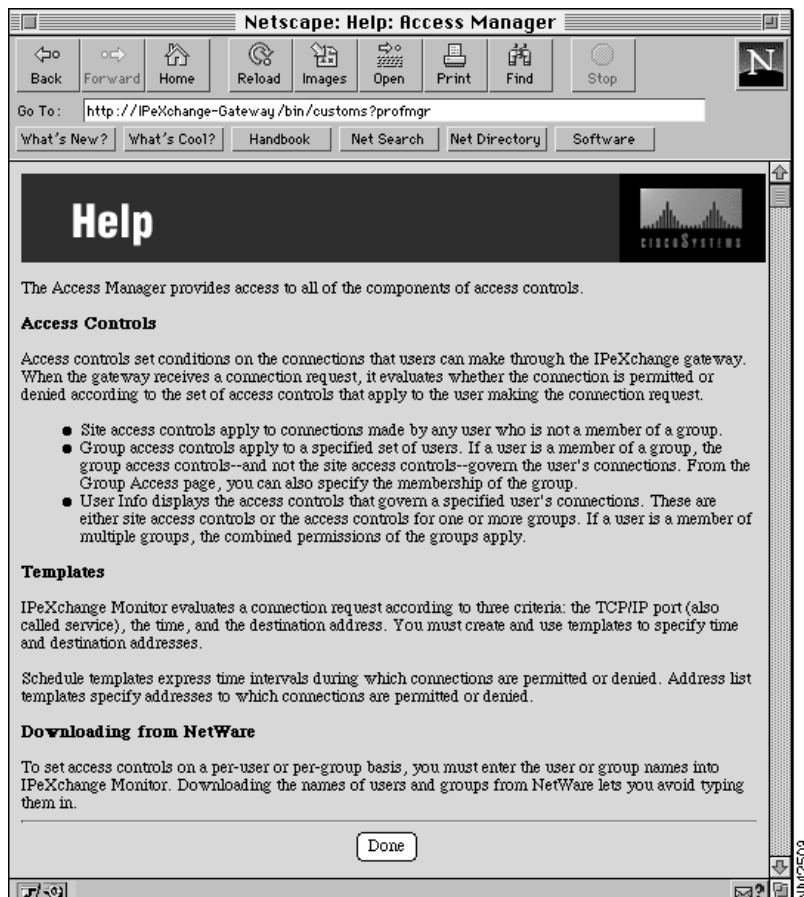 Netscape: Help: Access Manager
Back Forward Home Reload Images Open Print Find Stop
N
Go To: http://IPeXchange-Gateway/bin/customs?profmgr
What's New? What's Cool? Handbook Net Search Net Directory Software
Help
CISCO SYSTEMS
The Access Manager provides access to all of the components of access controls.
Access Controls
Access controls set conditions on the connections that users can make through the IPeXchange gateway.
When the gateway receives a connection request, it evaluates whether the connection is permitted or
denied according to the set of access controls that apply to the user making the connection request.
● Site access controls apply to connections made by any user who is not a member of a group.
● Group access controls apply to a specified set of users. If a user is a member of a group, the
group access controls--and not the site access controls--govern the user's connections. From the
Group Access page, you can also specify the membership of the group.
● User Info displays the access controls that govern a specified user's connections. These are
either site access controls or the access controls for one or more groups. If a user is a member of
multiple groups, the combined permissions of the groups apply.
Templates
IPeXchange Monitor evaluates a connection request according to three criteria: the TCP/IP port (also
called service), the time, and the destination address. You must create and use templates to specify time
and destination addresses.
Schedule templates express time intervals during which connections are permitted or denied. Address list
templates specify addresses to which connections are permitted or denied.
Downloading from NetWare
To set access controls on a per-user or per-group basis, you must enter the user or group names into
IPeXchange Monitor. Downloading the names of users and groups from NetWare lets you avoid typing
them in.
Done
?